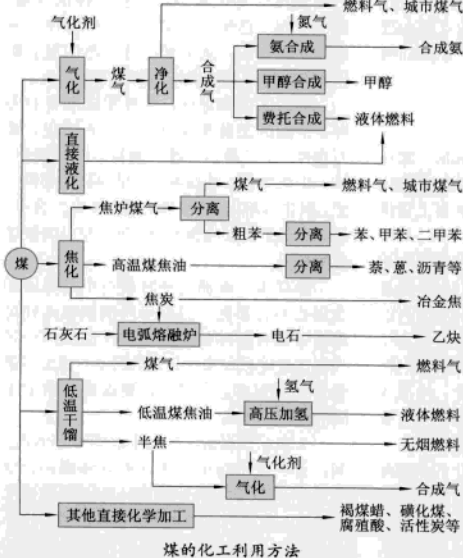 燃料气、城市煤气
气化剂
氮气
氨合成
合成氨
气化
煤气
净化
合成气
甲醇合成
甲醇
费托合成
液体燃料
直接液化
煤气
燃料气、城市煤气
焦炉煤气
分离
粗苯
分离
苯、甲苯、二甲苯
煤
焦化
高温煤焦油
分离
萘、蒽、沥青等
焦炭
冶金焦
石灰石
电弧熔融炉
电石
乙炔
煤气
燃料气
低温干馏
氢气
低温煤焦油
高压加氢
液体燃料
半焦
无烟燃料
气化剂
气化
合成气
其他直接化学加工
褐煤蜡、磺化煤、
腐殖酸、活性炭等
煤的化工利用方法